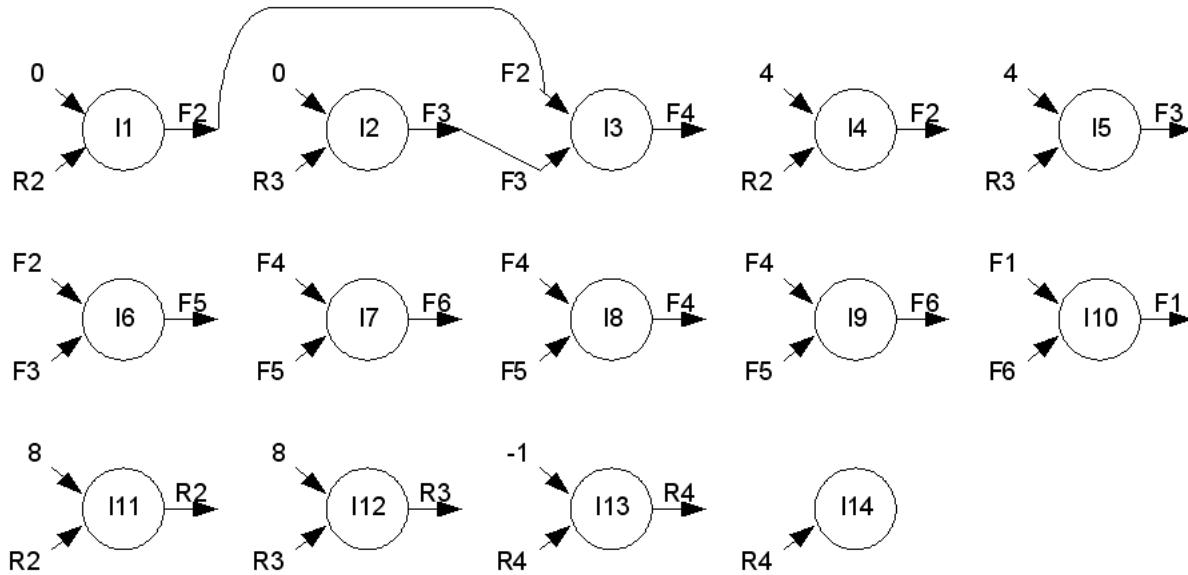 0 0 F2 4 4
F2 F3 F4 F2 F3
I1 I2 I3 I4 I5
R2 R3 F3 R2 R3
F2 F4 F4 F4 F1
F5 F6 F4 F6 F1
I6 I7 I8 I9 I10
F3 F5 F5 F5 F6
8 8 -1
R2 R3 R4
I11 I12 I13 I14
R2 R3 R4 R4